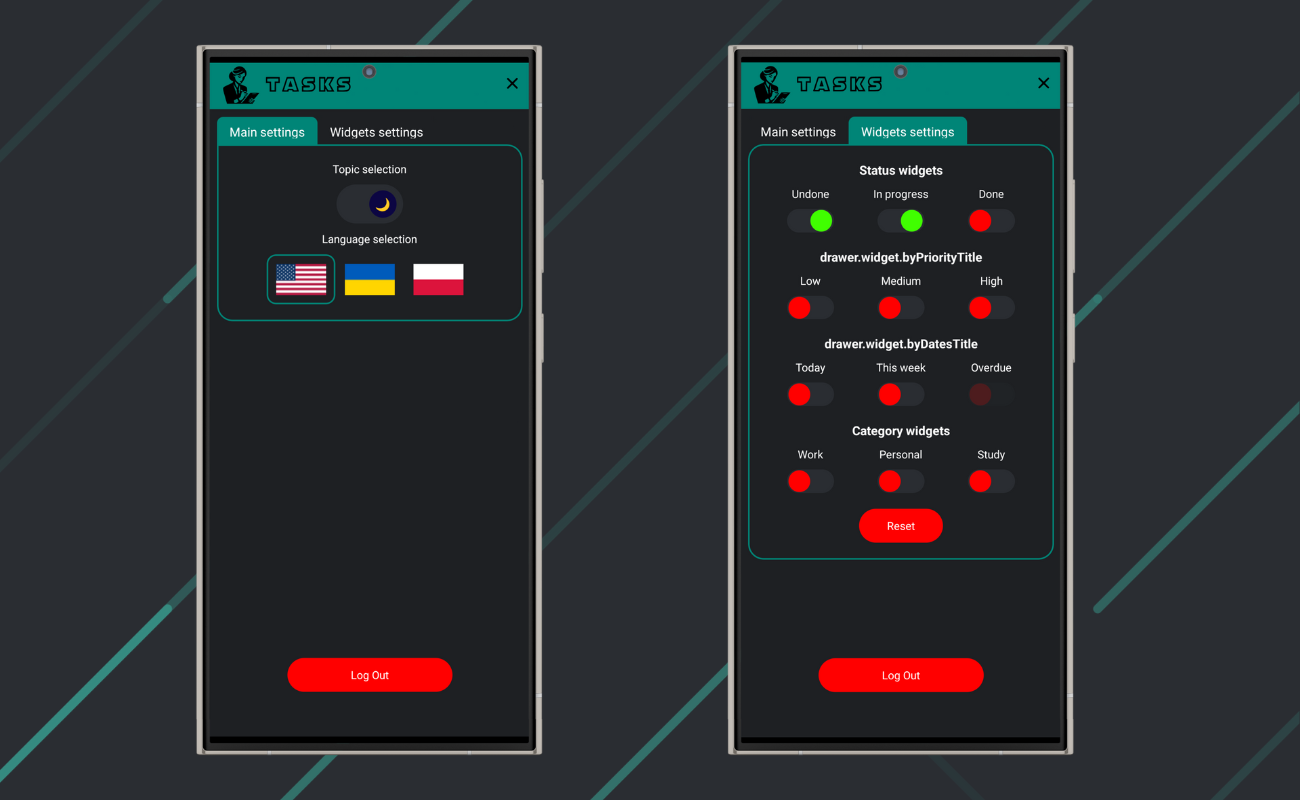 TASKS
Main settings Widgets settings
Topic selection
Language selection
Log Out
TASKS
Main settings Widgets settings
Status widgets
Undone In progress Done
drawer.widget.byPriorityTitle
Low Medium High
drawer.widget.byDatesTitle
Today This week Overdue
Category widgets
Work Personal Study
Reset
Log Out